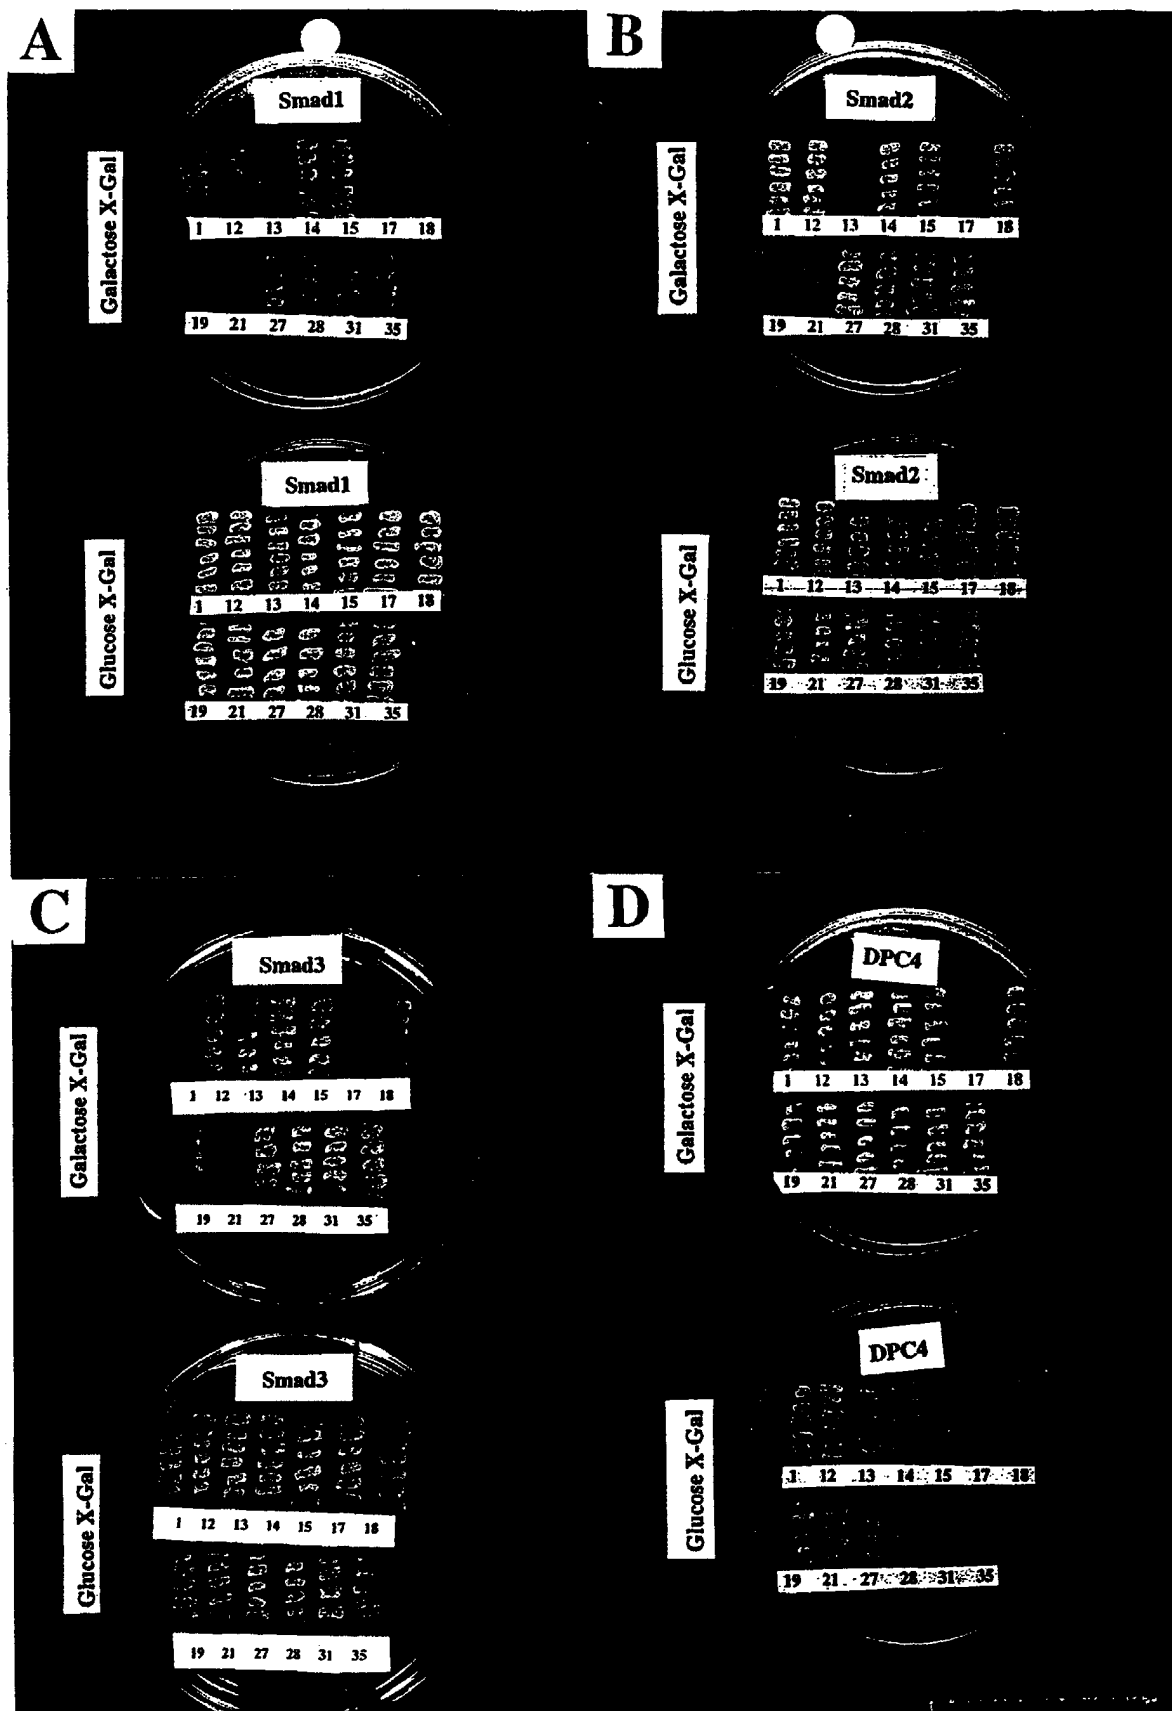 A
Smad1
Galactose X-Gal
1 12 13 14 15 17 18
19 21 27 28 31 35
Smad1
Glucose X-Gal
1 12 13 14 15 17 18
19 21 27 28 31 35
B
Smad2
Galactose X-Gal
1 12 13 14 15 17 18
19 21 27 28 31 35
Smad2
Glucose X-Gal
1 12 13 14 15 17 18
19 21 27 28 31 35
C
Smad3
Galactose X-Gal
1 12 13 14 15 17 18
19 21 27 28 31 35
Smad3
Glucose X-Gal
1 12 13 14 15 17 18
19 21 27 28 31 35
D
DPC4
Galactose X-Gal
1 12 13 14 15 17 18
19 21 27 28 31 35
DPC4
Glucose X-Gal
1 12 13 14 15 17 18
19 21 27 28 31 35